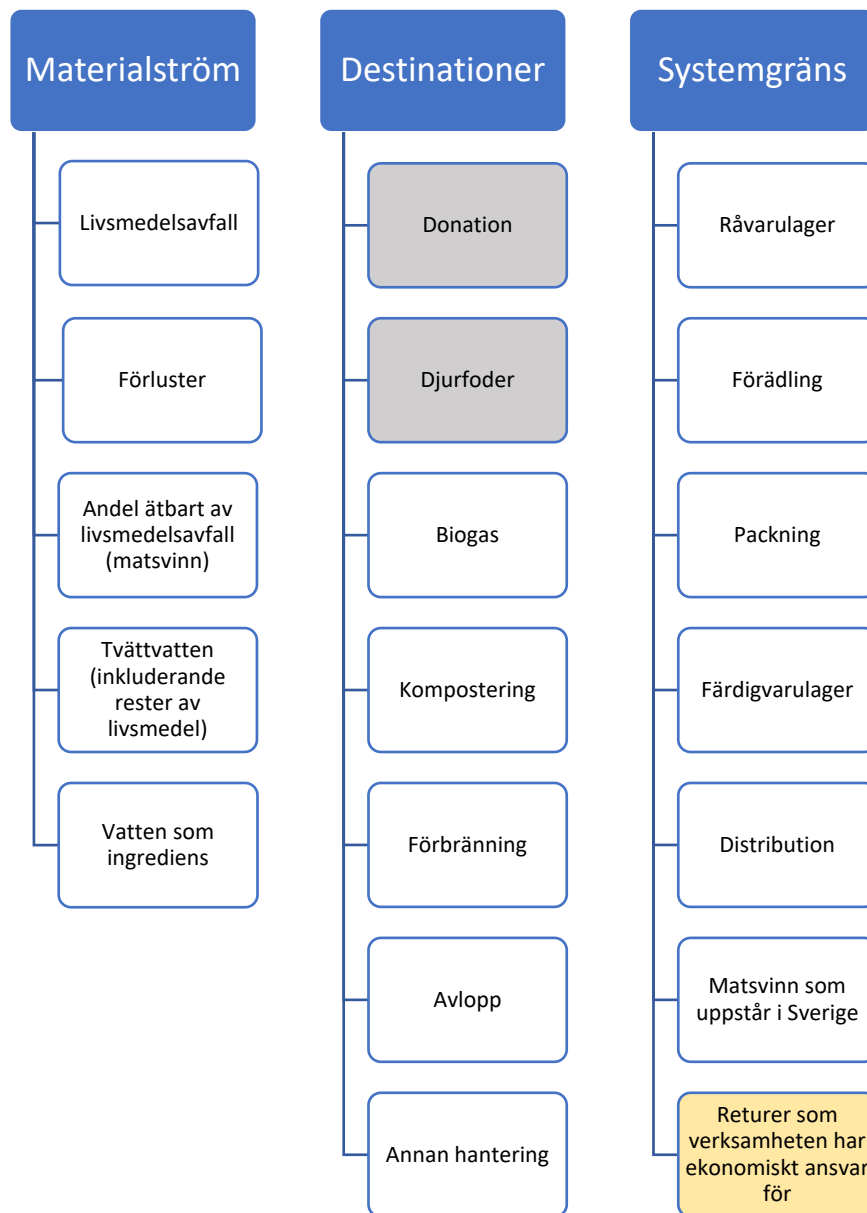 Materialström
Livsmedelsavfall
Förluster
Andel ätbart av
livsmedelsavfall
(matsvinn)
Tvättvatten
(inkluderande
rester av
livsmedel)
Vatten som
ingrediens
Destinationer
Donation
Djurfoder
Biogas
Kompostering
Förbränning
Avlopp
Annan hantering
Systemgräns
Råvarulager
Förädling
Packning
Färdigvarulager
Distribution
Matsvinn som
uppstår i Sverige
Returer som
verksamheten har
ekonomiskt ansvar
för